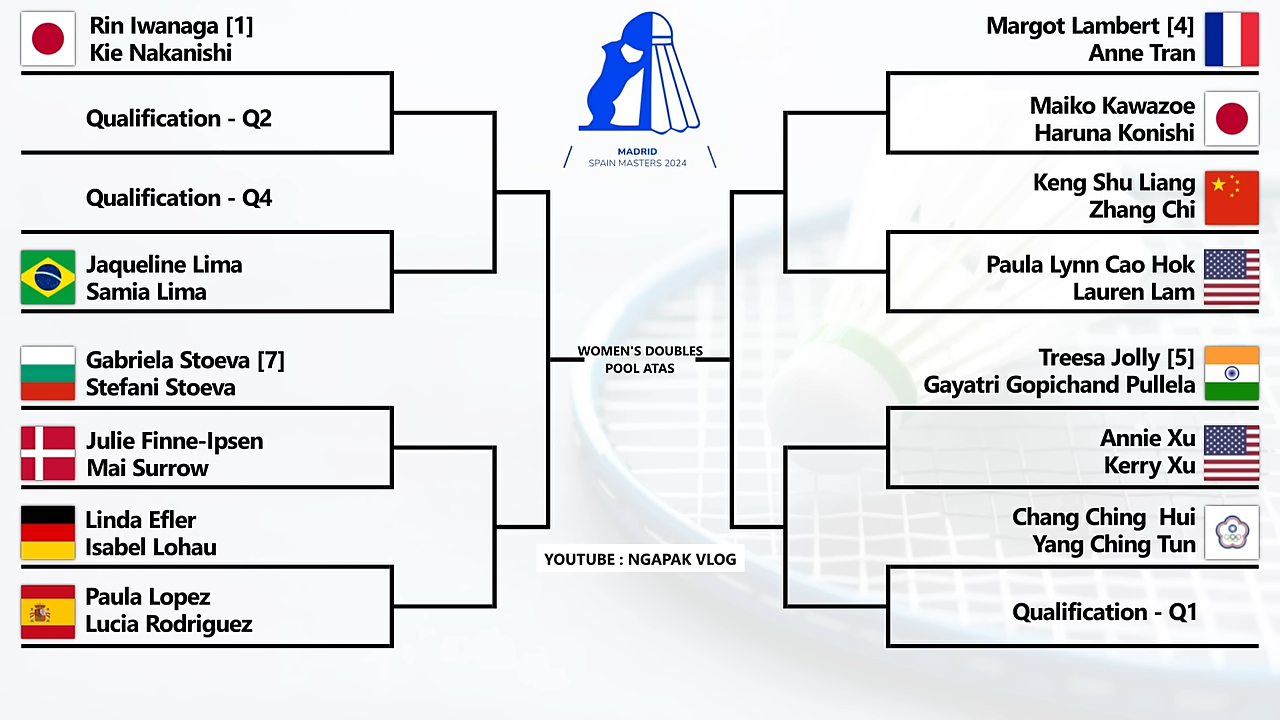 Rin Iwanaga [1]
Kie Nakanishi
Qualification - Q2
Qualification - Q4
Jaqueline Lima
Samia Lima
Gabriela Stoeva [7]
Stefani Stoeva
Julie Finne-Ipsen
Mai Surrow
Linda Efler
Isabel Lohau
Paula Lopez
Lucia Rodriguez
MADRID
SPAIN MASTERS 2024
WOMEN'S DOUBLES
POOL ATAS
YOUTUBE : NGAPAK VLOG
Margot Lambert [4]
Anne Tran
Maiko Kawazoe
Haruna Konishi
Keng Shu Liang
Zhang Chi
Paula Lynn Cao Hok
Lauren Lam
Treesa Jolly [5]
Gayatri Gopichand Pullela
Annie Xu
Kerry Xu
Chang Ching  Hui
Yang Ching Tun
Qualification - Q1